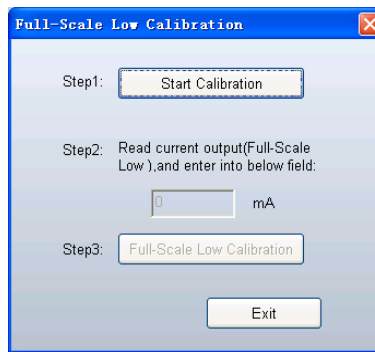 Full-Scale Low Calibration
Step1: Start Calibration
Step2: Read current output(Full-Scale
Low ),and enter into below field:
0 mA
Step3: Full-Scale Low Calibration
Exit